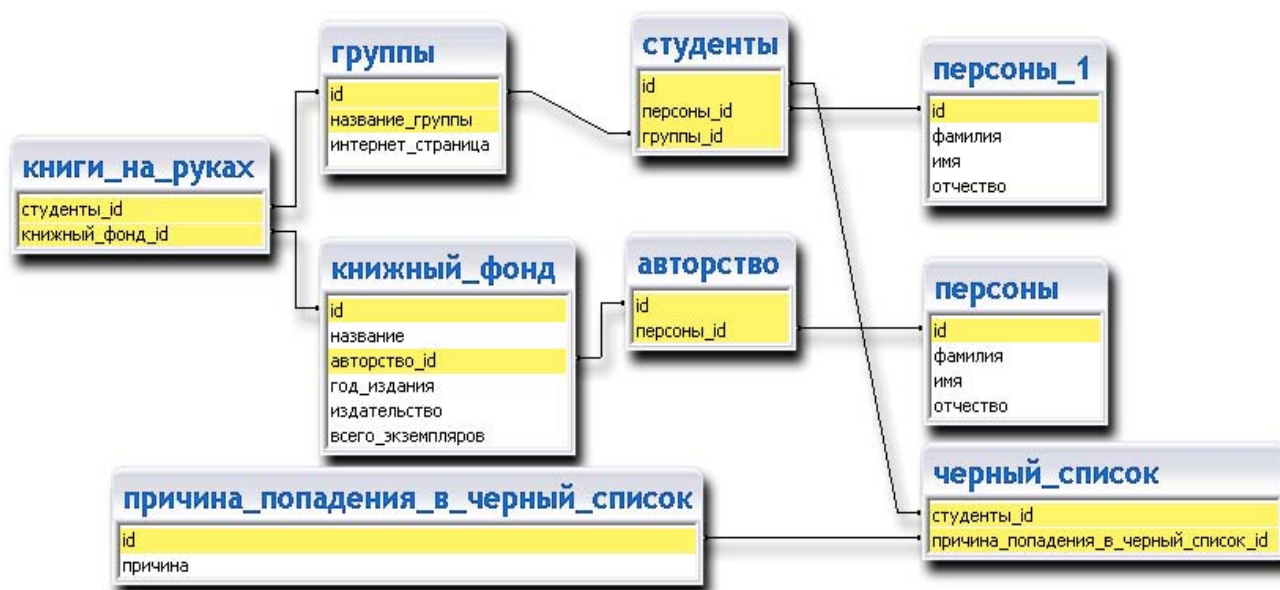 группы
id
название_группы
интернет_страница
студенты
id
персоны_id
группы_id
персоны_1
id
фамилия
имя
отчество
книги_на_руках
студенты_id
книжный_фонд_id
книжный_фонд
id
название
авторство_id
год_издания
издательство
всего_экземпляров
авторство
id
персоны_id
персоны
id
фамилия
имя
отчество
причина_попадения_в_черный_список
id
причина
черный_список
студенты_id
причина_попадения_в_черный_список_id